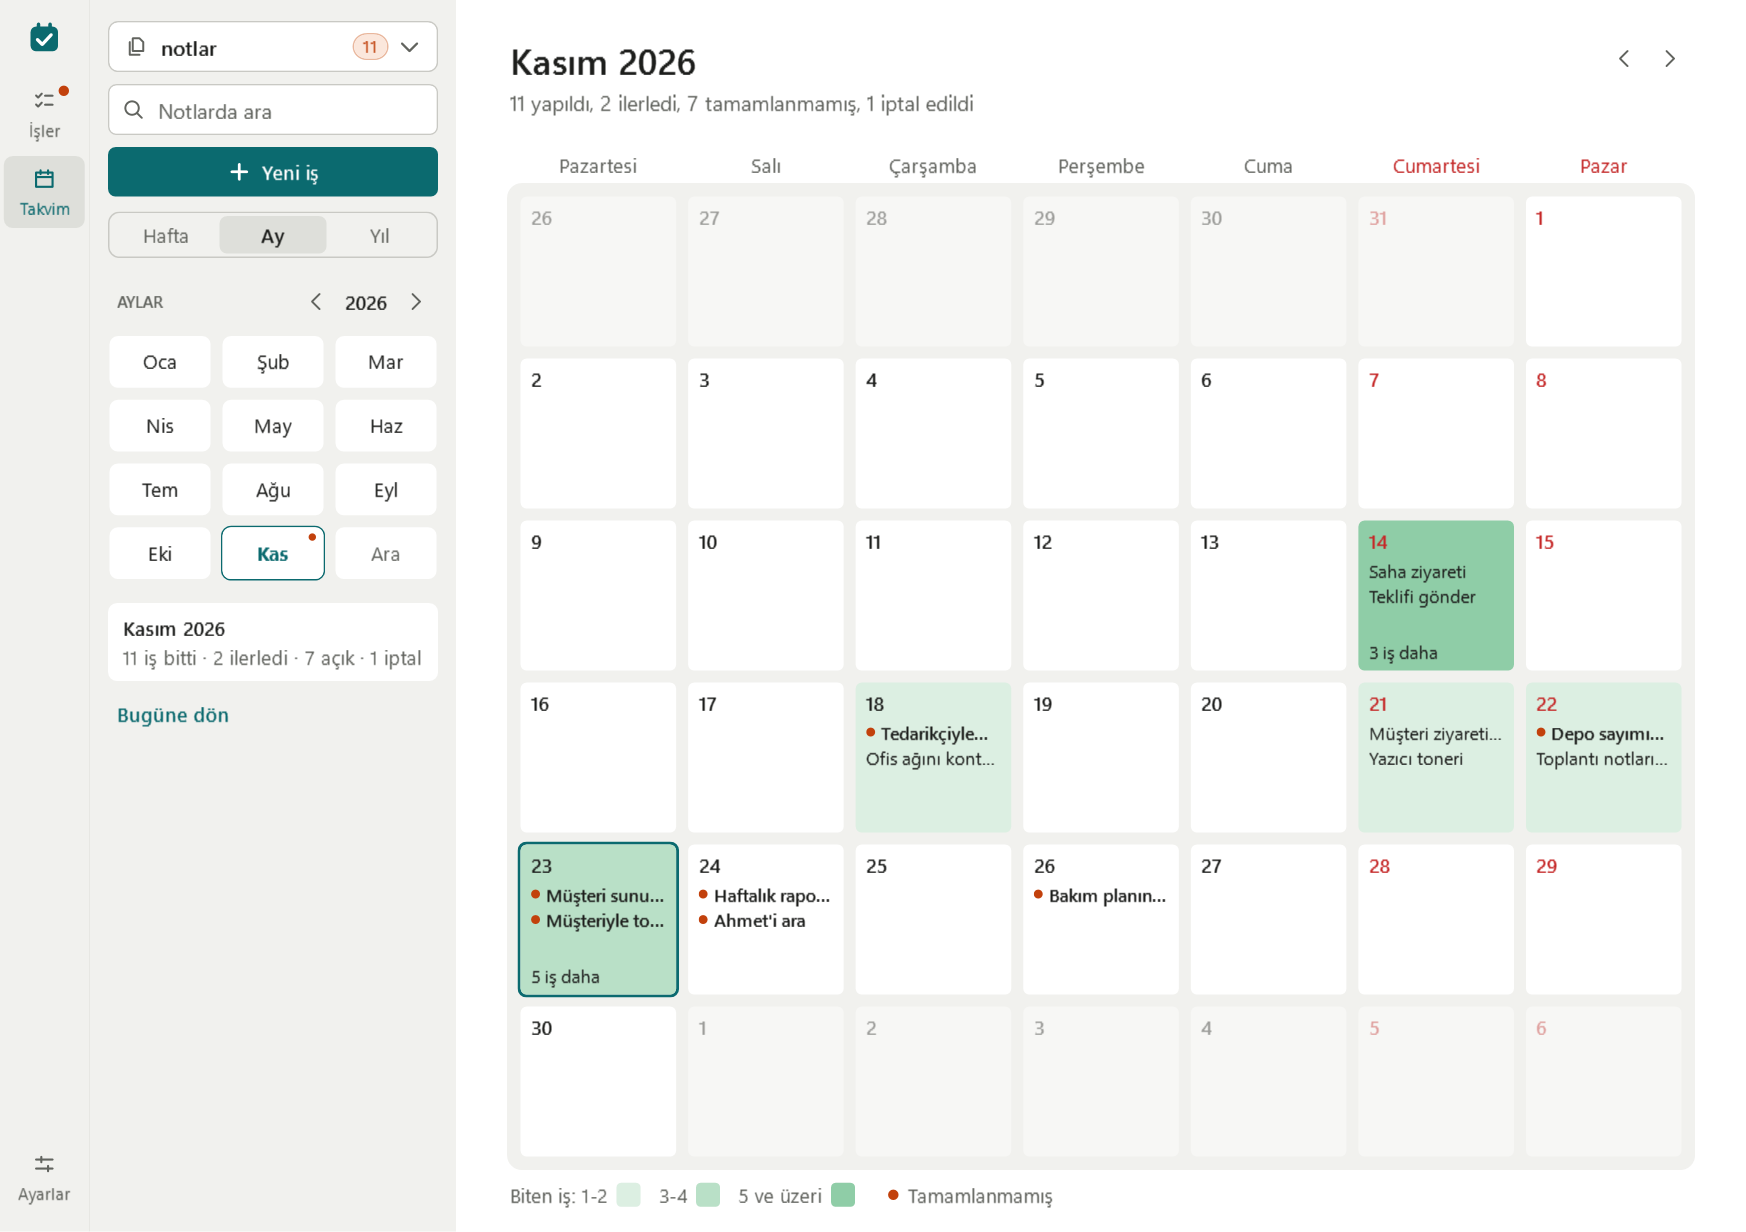 İşler
Takvim
Ayarlar
notlar 11
Notlarda ara
Yeni iş
Hafta Ay Yıl
AYLAR 2026
Oca Şub Mar
Nis May Haz
Tem Ağu Eyl
Eki Kas Ara
Kasım 2026
11 iş bitti · 2 ilerledi · 7 açık · 1 iptal
Bugüne dön
Kasım 2026
11 yapıldı, 2 ilerledi, 7 tamamlanmamış, 1 iptal edildi
Pazartesi Salı Çarşamba Perşembe Cuma Cumartesi Pazar
26 27 28 29 30 31 1
2 3 4 5 6 7 8
9 10 11 12 13 14 15
Saha ziyareti
Teklifi gönder
3 iş daha
16 17 18 19 20 21 22
Tedarikçiyle... Müşteri ziyareti... Depo sayımı...
Ofis ağını kont... Yazıcı toneri Toplantı notları...
23 24 25 26 27 28 29
Müşteri sunu... Haftalık rapo... Bakım planın...
Müşteriyle to... Ahmet'i ara
5 iş daha
30 1 2 3 4 5 6
Biten iş: 1-2 3-4 5 ve üzeri Tamamlanmamış